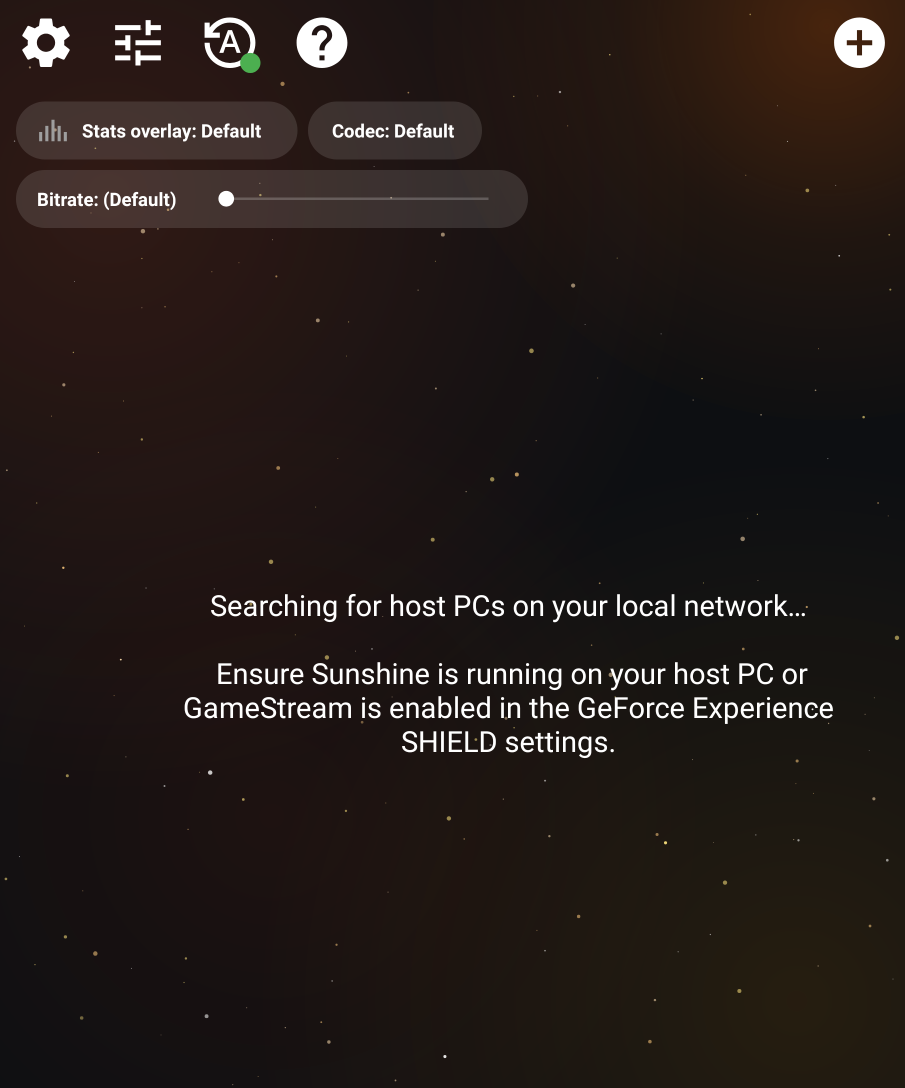 A
?
Stats overlay: Default
Codec: Default
Bitrate: (Default)
Searching for host PCs on your local network…
Ensure Sunshine is running on your host PC or
GameStream is enabled in the GeForce Experience
SHIELD settings.